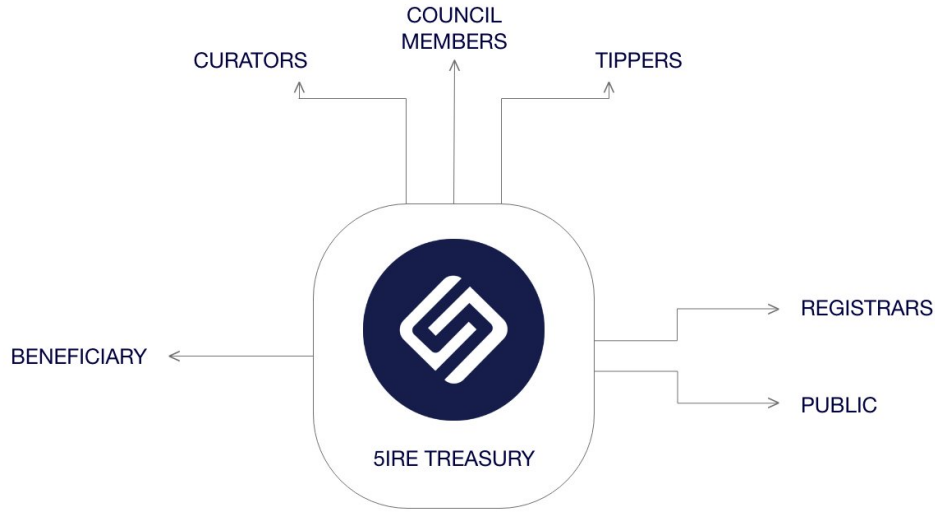 COUNCIL
MEMBERS
CURATORS
TIPPERS
REGISTRARS
BENEFICIARY
PUBLIC
5IRE TREASURY